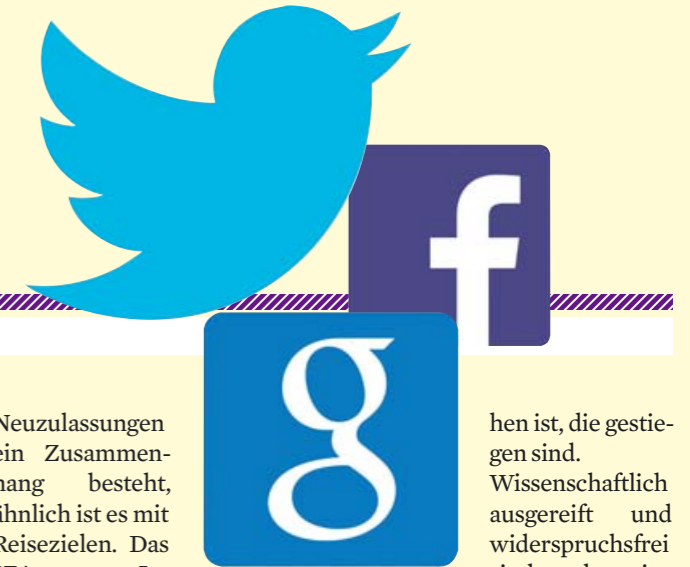 f
g
Neuzulassungen
ein Zusammen-
hang besteht,
ähnlich ist es mit
Reisezielen. Das
hen ist, die gestie-
gen sind.
Wissenschaftlich
ausgereift und
widerspruchsfrei